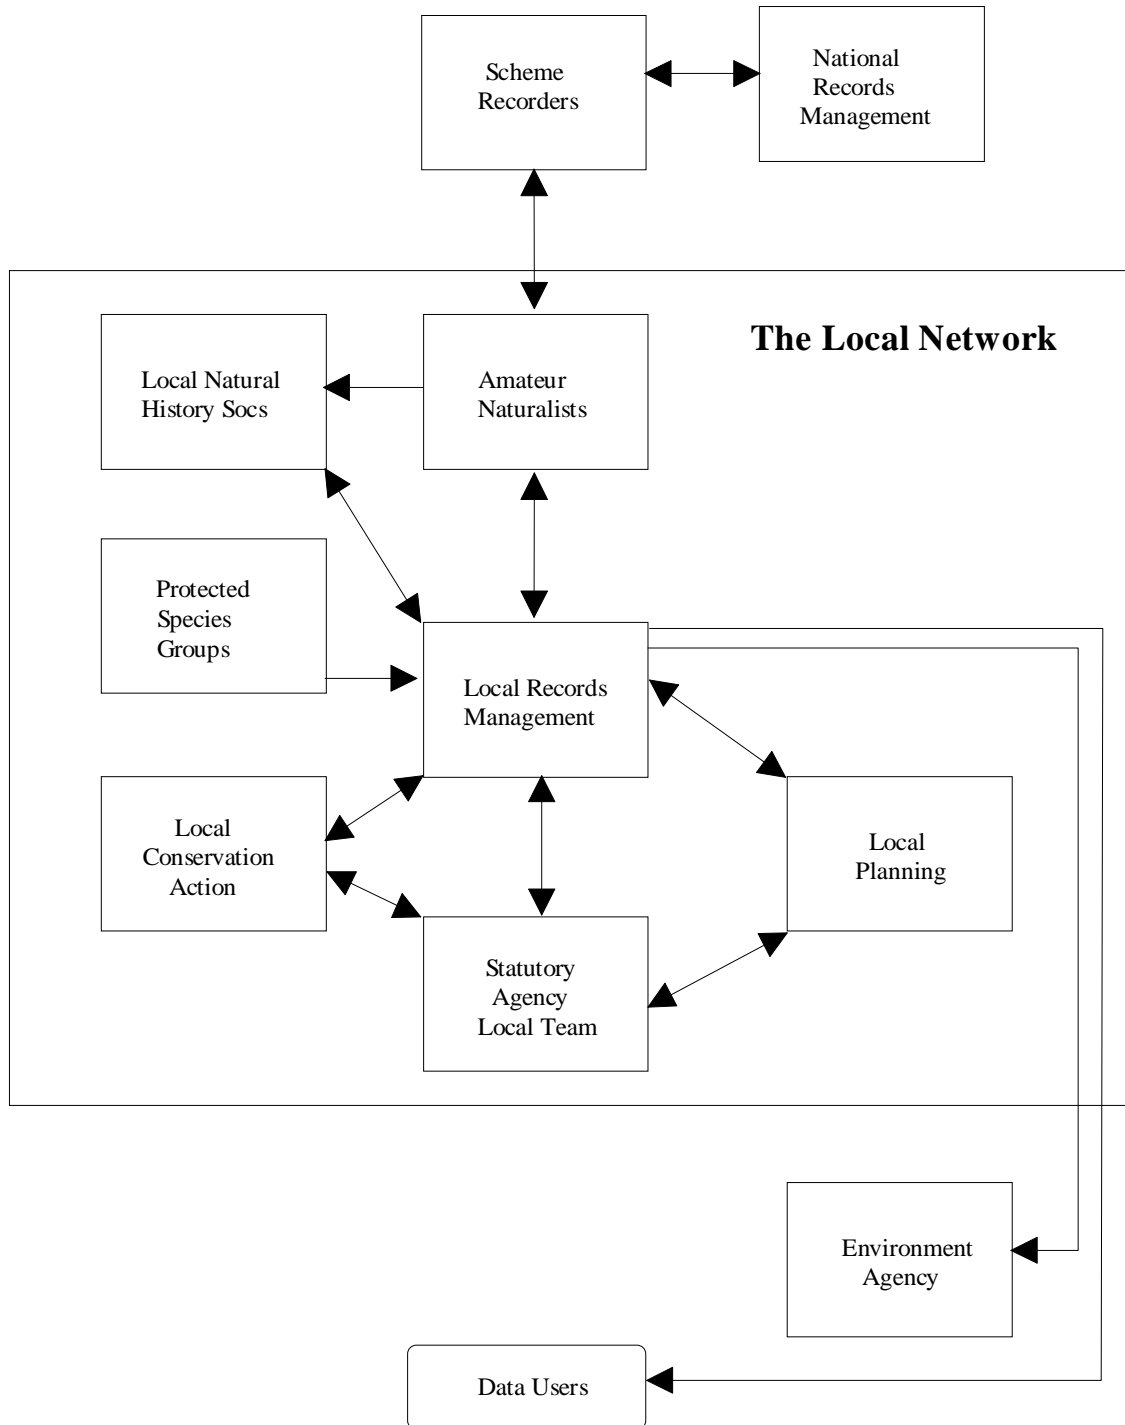 Scheme
Recorders
National
Records
Management
The Local Network
Local Natural
History Socs
Amateur
Naturalists
Protected
Species
Groups
Local Records
Management
Local
Conservation
Action
Local
Planning
Statutory
Agency
Local Team
Environment
Agency
Data Users